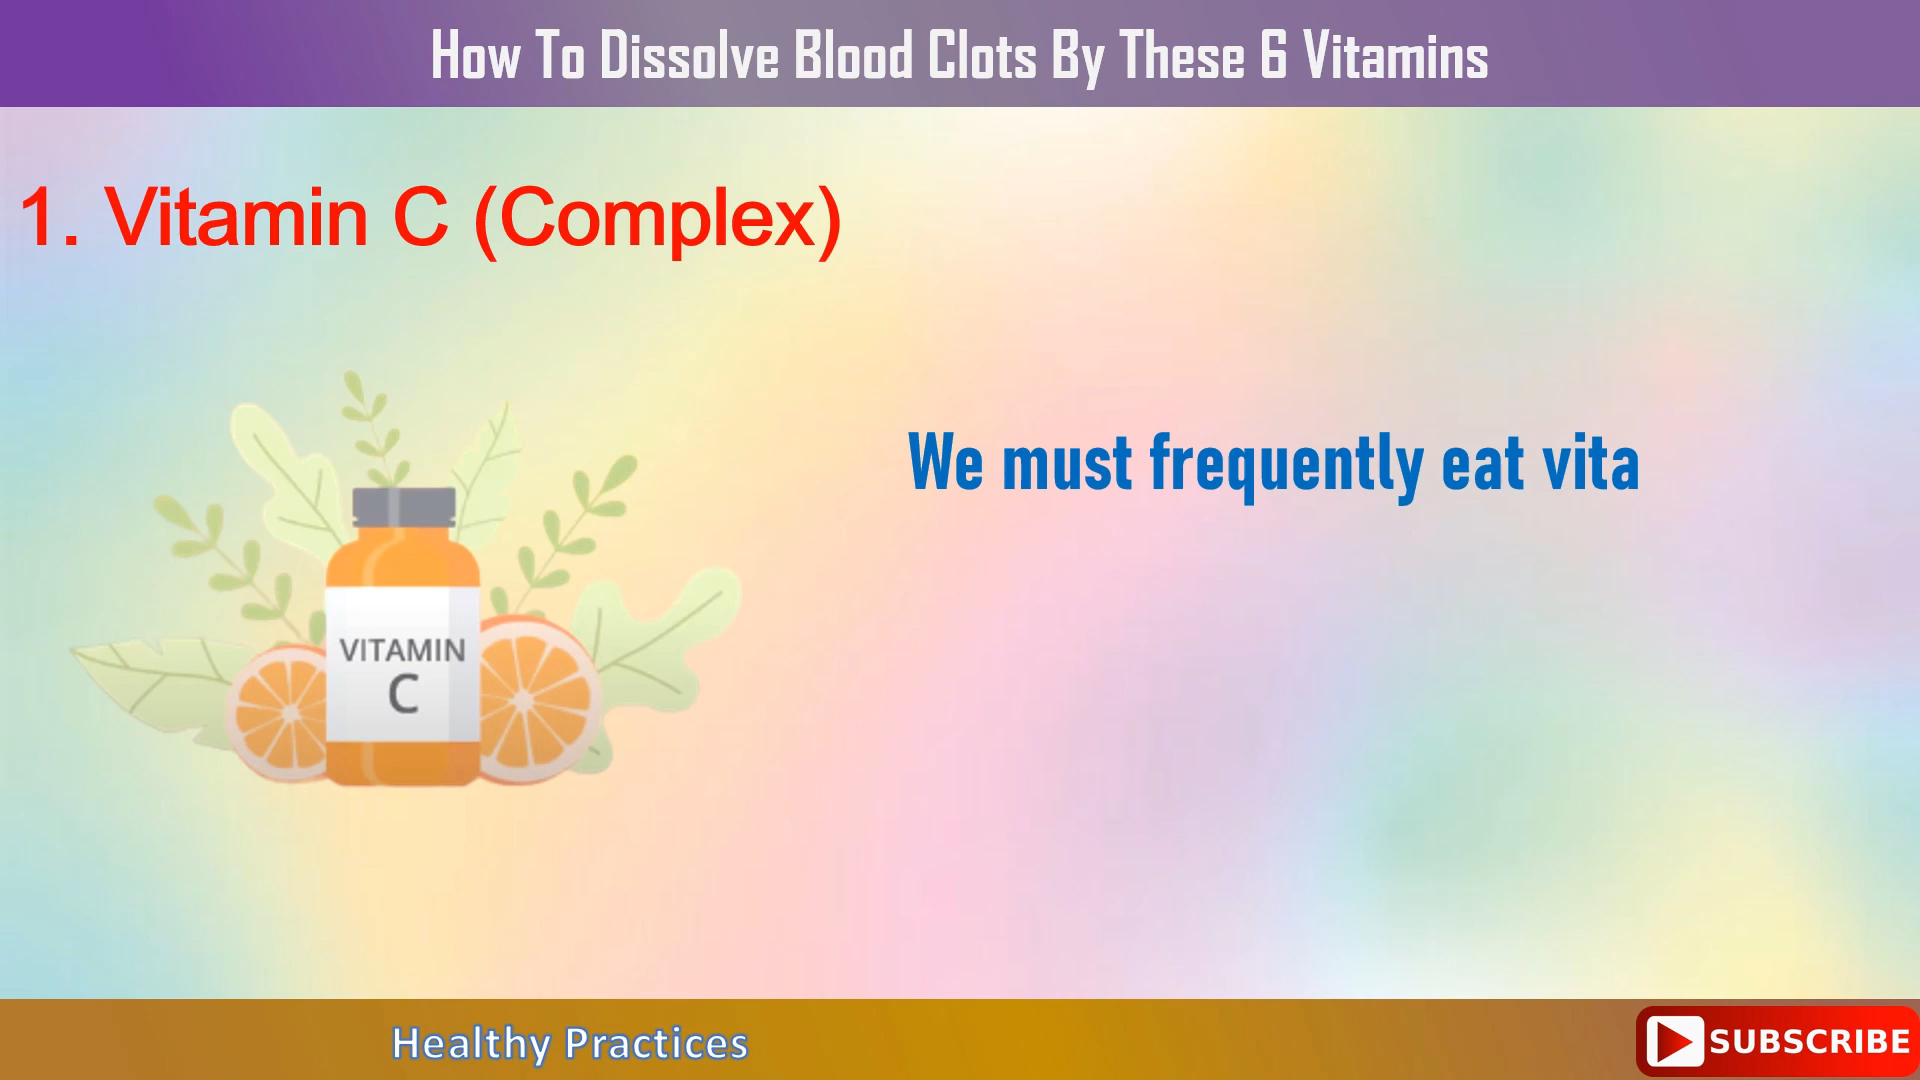 How To Dissolve Blood Clots By These 6 Vitamins
1. Vitamin C (Complex)
We must frequently eat vita
VITAMIN
C
Healthy Practices
SUBSCRIBE